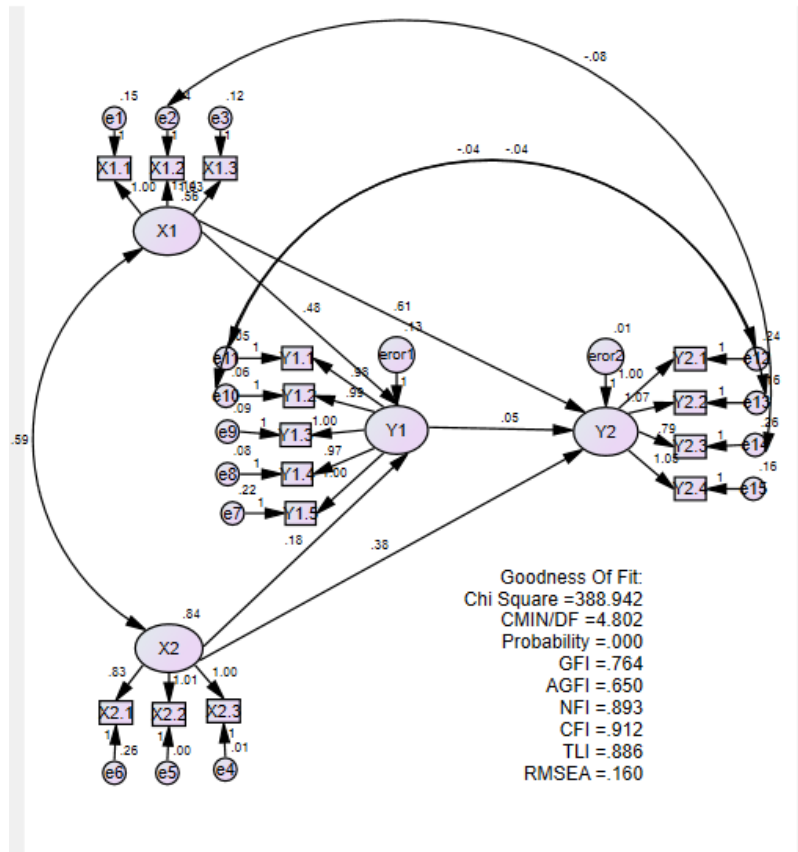 -.08
.15
.12
e1
e2
e3
1
1
1
-.04
-.04
X1.1
X1.2
X1.3
1.00
.56
X1
.48
.61
.13
.01
.24
e11
1
Y1.1
eror1
eror2
Y2.1
1
e12
.06
.98
1
1
1.00
e10
1
Y1.2
.99
1.07
Y2.2
1
e13
.09
.59
e9
1
Y1.3
1.00
Y1
.05
Y2
.79
.26
Y2.3
1
e14
.08
.97
e8
1
Y1.4
.16
.22
Y2.4
1
e15
e7
1
Y1.5
.18
.38
Goodness Of Fit:
Chi Square =388.942
CMIN/DF =4.802
Probability =.000
GFI =.764
AGFI =.650
NFI =.893
CFI =.912
TLI =.886
RMSEA =.160
.84
X2
.83
1.01
1.00
X2.1
X2.2
X2.3
1
1
1
.26
.00
.01
e6
e5
e4